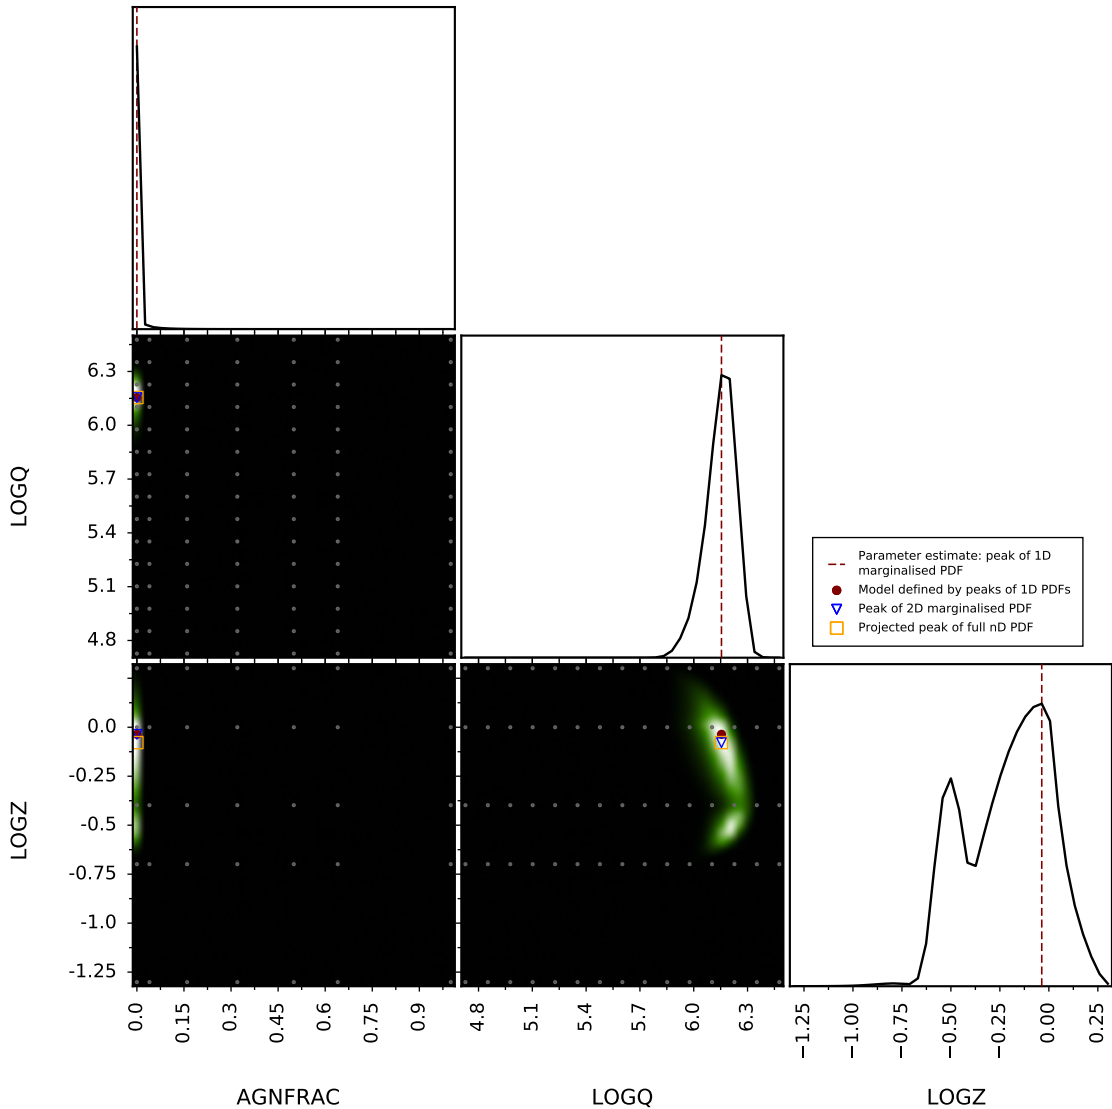 6.3
6.0
5.7
5.4
5.1
4.8
LOGQ
Parameter estimate: peak of 1D
marginalised PDF
Model defined by peaks of 1D PDFs
Peak of 2D marginalised PDF
Projected peak of full nD PDF
0.0
-0.25
-0.5
-0.75
-1.0
-1.25
LOGZ
0.0 0.15 0.3 0.45 0.6 0.75 0.9
4.8 5.1 5.4 5.7 6.0 6.3
−1.25 −1.00 −0.75 −0.50 −0.25 0.00 0.25
AGNFRAC LOGQ LOGZ